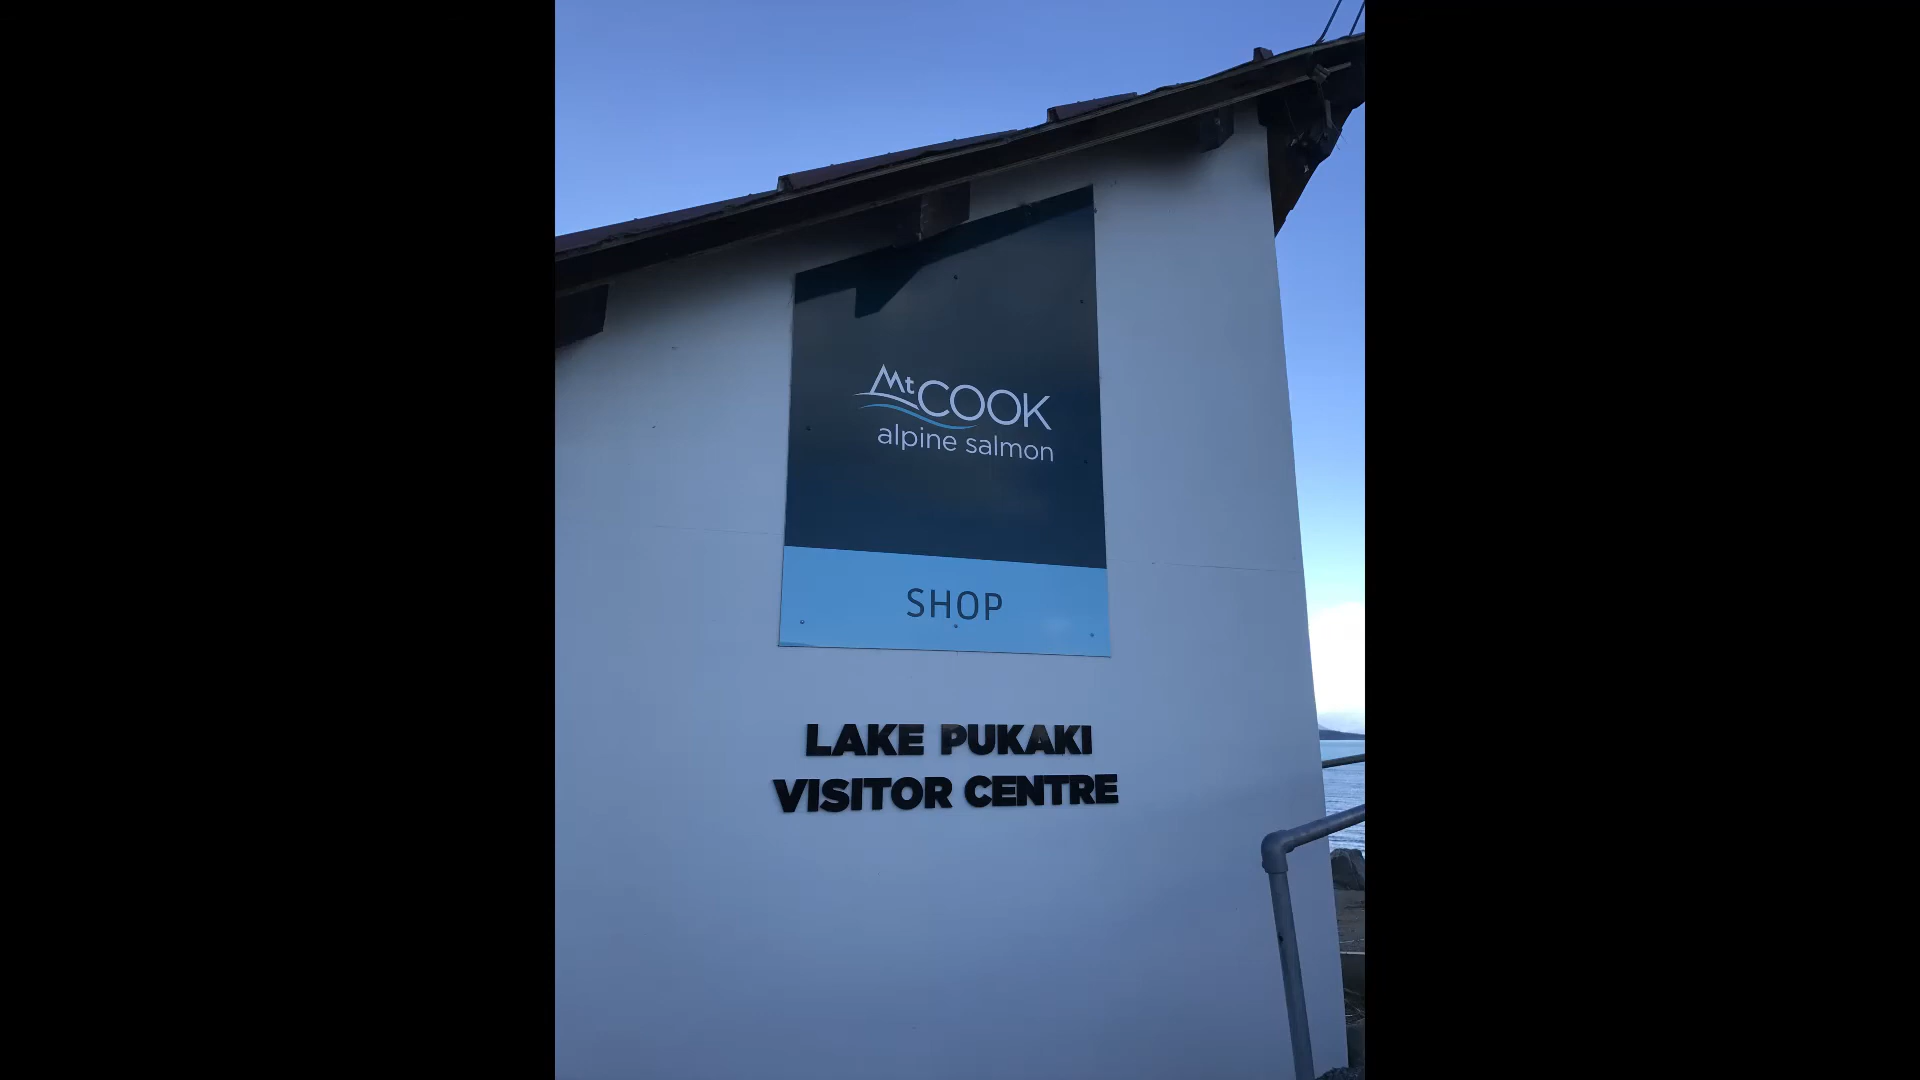 Mt COOK
alpine salmon
SHOP
LAKE PUKAKI
VISITOR CENTRE